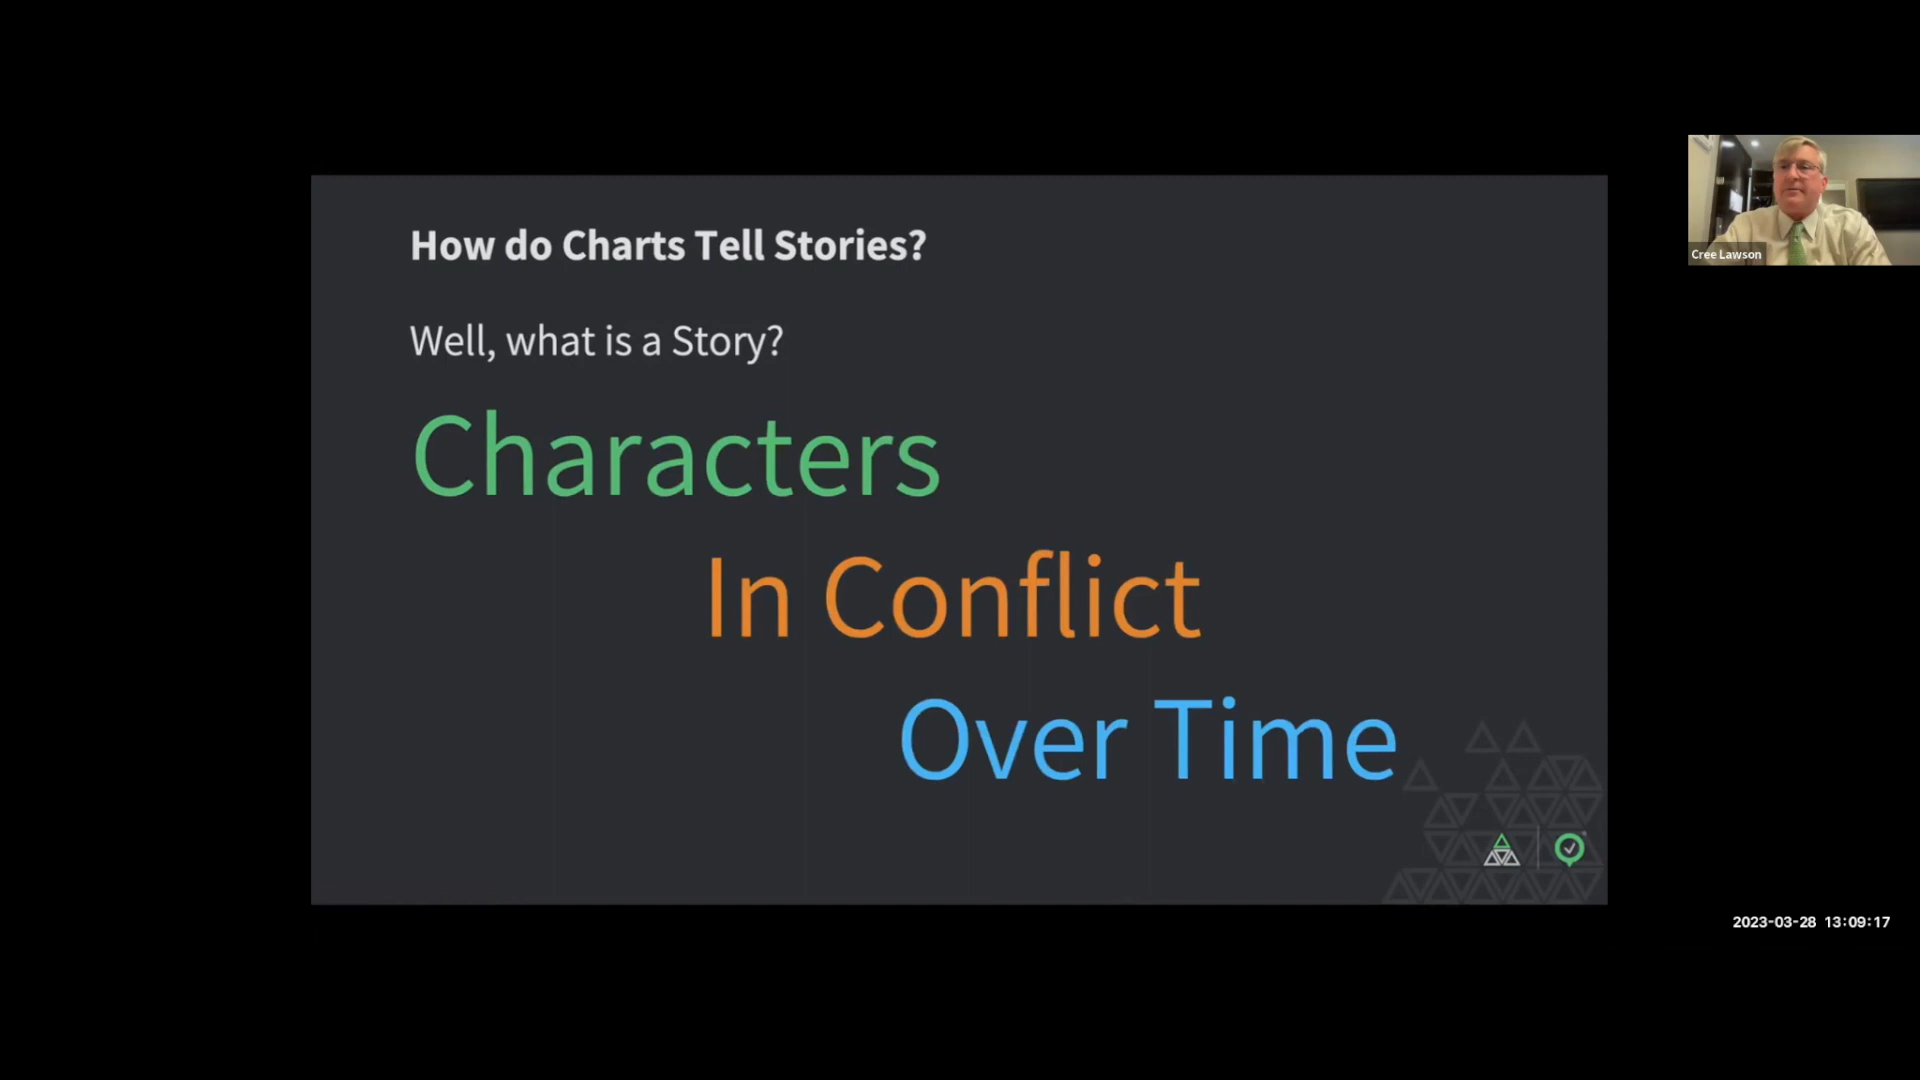 How do Charts Tell Stories?
Well, what is a Story?
Characters
In Conflict
Over Time
Cree Lawson
2023-03-28 13:09:17